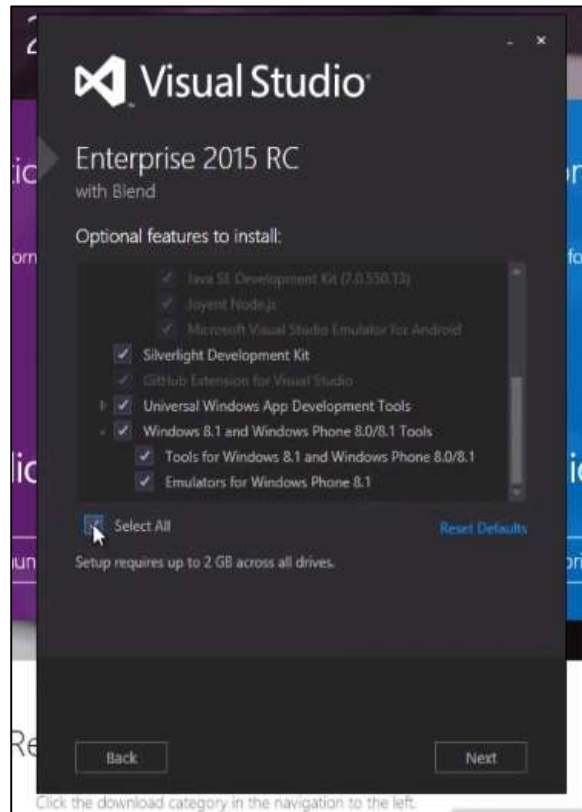 Visual Studio
Enterprise 2015 RC
with Blend
Optional features to install:
Java SE Development Kit (7.0.550.13)
Joyent Node.js
Microsoft Visual Studio Emulator for Android
Silverlight Development Kit
GitHub Extension for Visual Studio
Universal Windows App Development Tools
Windows 8.1 and Windows Phone 8.0/8.1 Tools
Tools for Windows 8.1 and Windows Phone 8.0/8.1
Emulators for Windows Phone 8.1
Select All
Reset Defaults
Setup requires up to 2 GB across all drives.
Back
Next
Click the download category in the navigation to the left.